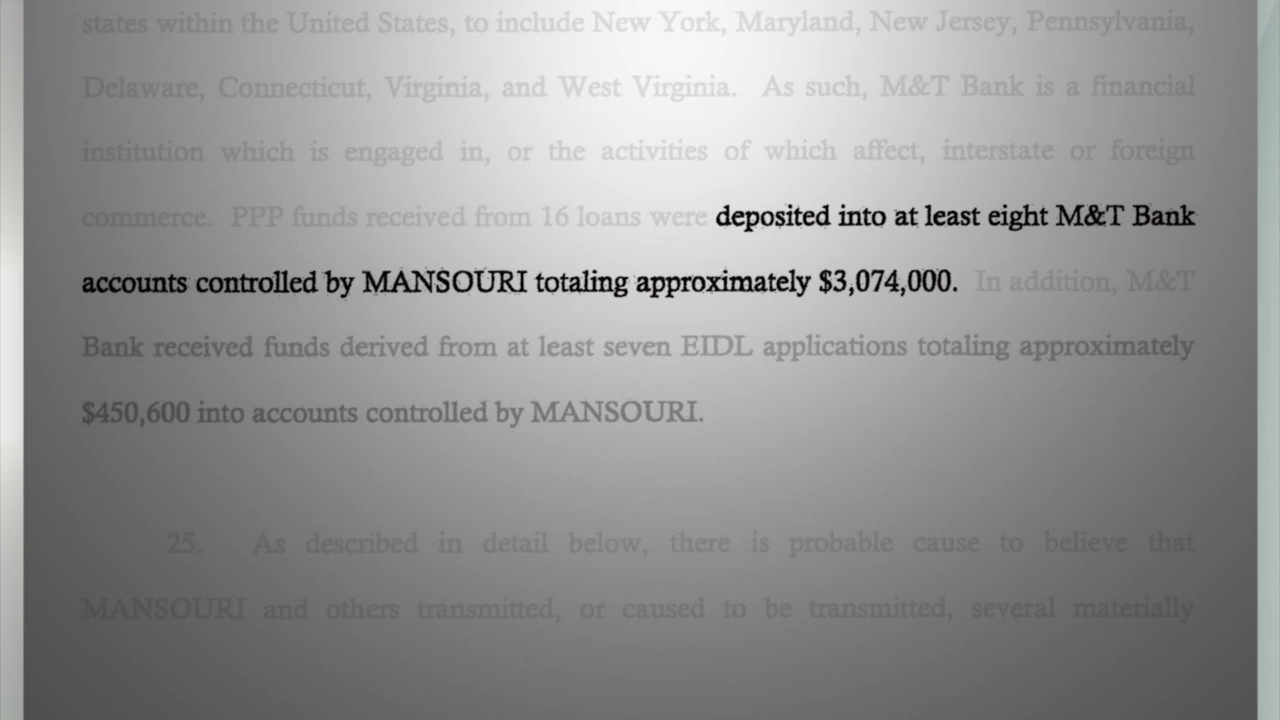 states within the United States, to include New York, Maryland, New Jersey, Pennsylvania,
Delaware, Connecticut, Virginia, and West Virginia. As such, M&T Bank is a financial
institution which is engaged in, or the activities of which affect, interstate or foreign
commerce. PPP funds received from 16 loans were deposited into at least eight M&T Bank
accounts controlled by MANSOURI totaling approximately $3,074,000. In addition, M&T
Bank received funds derived from at least seven EIDL applications totaling approximately
$450,600 into accounts controlled by MANSOURI.
25. As described in detail below, there is probable cause to believe that
MANSOURI and others transmitted, or caused to be transmitted, several materially